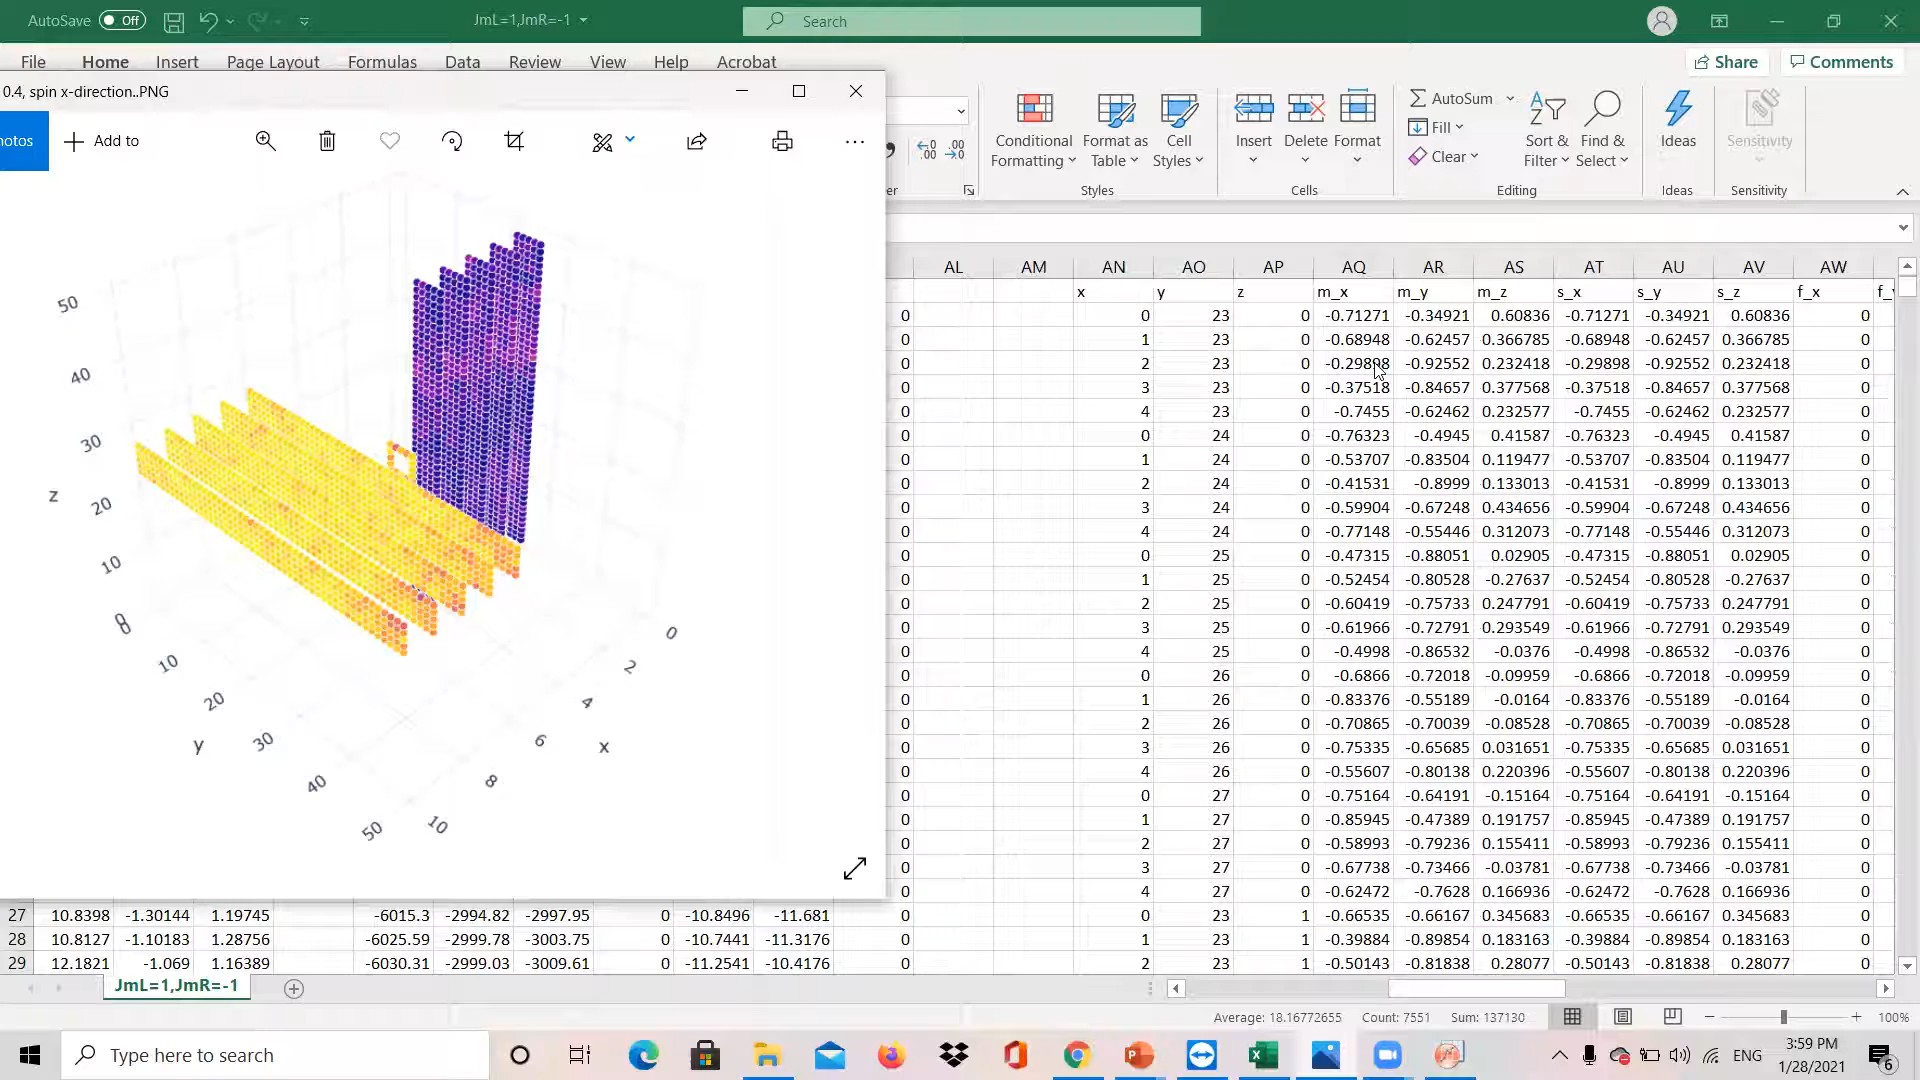 AutoSave Off JmL=1,JmR=-1 Search
File Home Insert Page Layout Formulas Data Review View Help Acrobat Share Comments
0.4, spin x-direction..PNG
Add to
Conditional Formatting Format as Table Cell Styles Insert Delete Format AutoSum Fill Clear Sort & Filter Find & Select Ideas Sensitivity
Styles Cells Editing Ideas Sensitivity
AL AM AN AO AP AQ AR AS AT AU AV AW
x y z m_x m_y m_z s_x s_y s_z f_x
0 0 23 0 -0.71271 -0.34921 0.60836 -0.71271 -0.34921 0.60836 0
0 1 23 0 -0.68948 -0.62457 0.366785 -0.68948 -0.62457 0.366785 0
0 2 23 0 -0.29898 -0.92552 0.232418 -0.29898 -0.92552 0.232418 0
0 3 23 0 -0.37518 -0.84657 0.377568 -0.37518 -0.84657 0.377568 0
0 4 23 0 -0.7455 -0.62462 0.232577 -0.7455 -0.62462 0.232577 0
0 0 24 0 -0.76323 -0.4945 0.41587 -0.76323 -0.4945 0.41587 0
0 1 24 0 -0.53707 -0.83504 0.119477 -0.53707 -0.83504 0.119477 0
0 2 24 0 -0.41531 -0.8999 0.133013 -0.41531 -0.8999 0.133013 0
0 3 24 0 -0.59904 -0.67248 0.434656 -0.59904 -0.67248 0.434656 0
0 4 24 0 -0.77148 -0.55446 0.312073 -0.77148 -0.55446 0.312073 0
0 0 25 0 -0.47315 -0.88051 0.02905 -0.47315 -0.88051 0.02905 0
0 1 25 0 -0.52454 -0.80528 -0.27637 -0.52454 -0.80528 -0.27637 0
0 2 25 0 -0.60419 -0.75733 0.247791 -0.60419 -0.75733 0.247791 0
0 3 25 0 -0.61966 -0.72791 0.293549 -0.61966 -0.72791 0.293549 0
0 4 25 0 -0.4998 -0.86532 -0.0376 -0.4998 -0.86532 -0.0376 0
0 0 26 0 -0.6866 -0.72018 -0.09959 -0.6866 -0.72018 -0.09959 0
0 1 26 0 -0.83376 -0.55189 -0.0164 -0.83376 -0.55189 -0.0164 0
0 2 26 0 -0.70865 -0.70039 -0.08528 -0.70865 -0.70039 -0.08528 0
0 3 26 0 -0.75335 -0.65685 0.031651 -0.75335 -0.65685 0.031651 0
0 4 26 0 -0.55607 -0.80138 0.220396 -0.55607 -0.80138 0.220396 0
0 0 27 0 -0.75164 -0.64191 -0.15164 -0.75164 -0.64191 -0.15164 0
0 1 27 0 -0.85945 -0.47389 0.191757 -0.85945 -0.47389 0.191757 0
0 2 27 0 -0.58993 -0.79236 0.155411 -0.58993 -0.79236 0.155411 0
0 3 27 0 -0.67738 -0.73466 -0.03781 -0.67738 -0.73466 -0.03781 0
0 4 27 0 -0.62472 -0.7628 0.166936 -0.62472 -0.7628 0.166936 0
50
40
30
z 20
10
0
0
10
20
y 30
40
50
10
8
6 x
4
2
0
27 10.8398 -1.30144 1.19745 -6015.3 -2994.82 -2997.95 0 -10.8496 -11.681 0 0 23 1 -0.66535 -0.66167 0.345683 -0.66535 -0.66167 0.345683 0
28 10.8127 -1.10183 1.28756 -6025.59 -2999.78 -3003.75 0 -10.7441 -11.3176 0 1 23 1 -0.39884 -0.89854 0.183163 -0.39884 -0.89854 0.183163 0
29 12.1821 -1.069 1.16389 -6030.31 -2999.03 -3009.61 0 -11.2541 -10.4176 0 2 23 1 -0.50143 -0.81838 0.28077 -0.50143 -0.81838 0.28077 0
JmL=1,JmR=-1
Average: 18.16772655 Count: 7551 Sum: 137130 100%
Type here to search
ENG 3:59 PM
1/28/2021 6